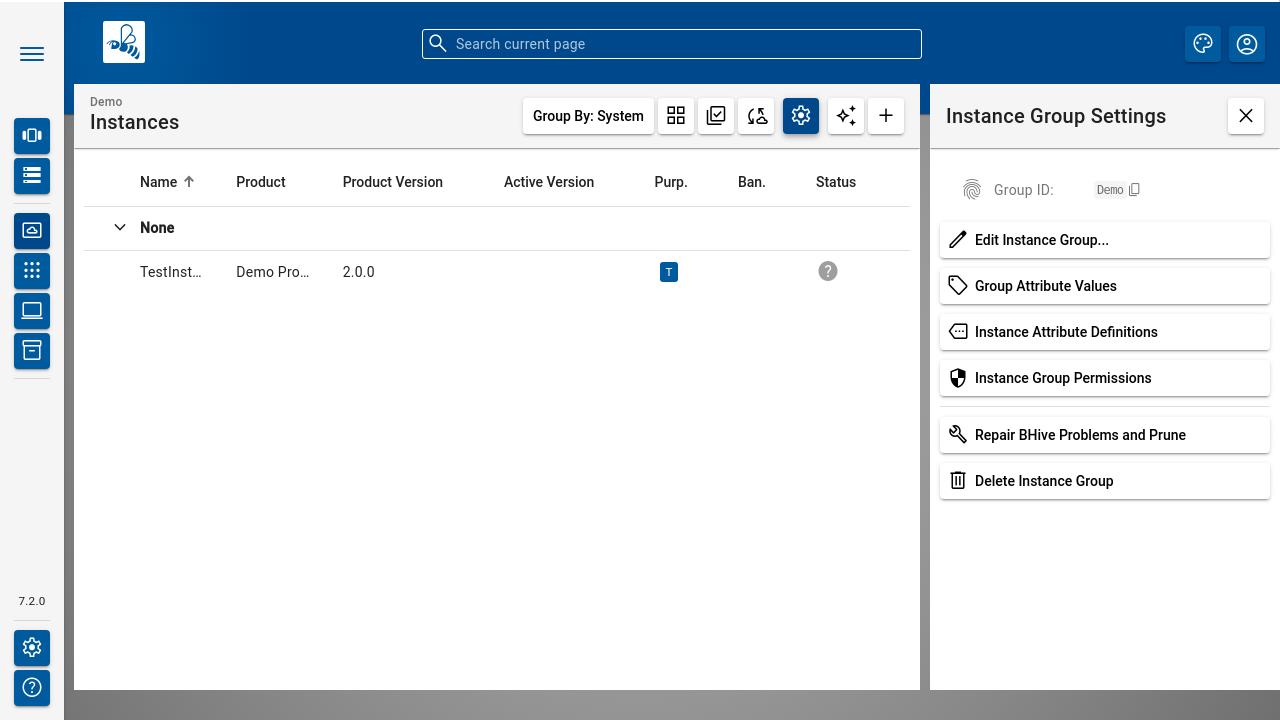 Search current page
Demo
Instances
Group By: System
Instance Group Settings
Name Product Product Version Active Version Purp. Ban. Status
None
TestInst… Demo Pro… 2.0.0 T ?
Group ID: Demo
Edit Instance Group...
Group Attribute Values
Instance Attribute Definitions
Instance Group Permissions
Repair BHive Problems and Prune
Delete Instance Group
7.2.0